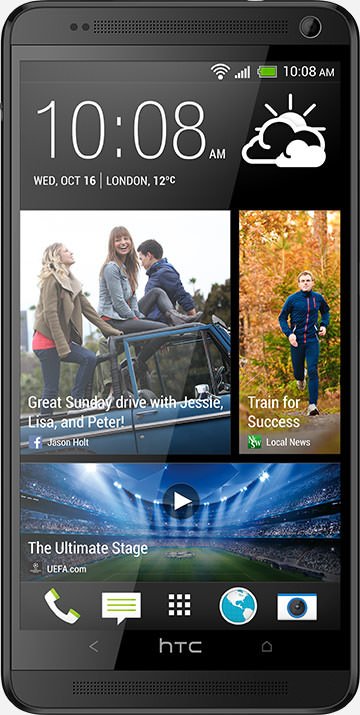 10:08 AM
10:08 AM
WED, OCT 16 | LONDON, 12°C
Great Sunday drive with Jessie,
Lisa, and Peter!
f Jason Holt
Train for
Success
Local News
The Ultimate Stage
UEFA.com
hTC